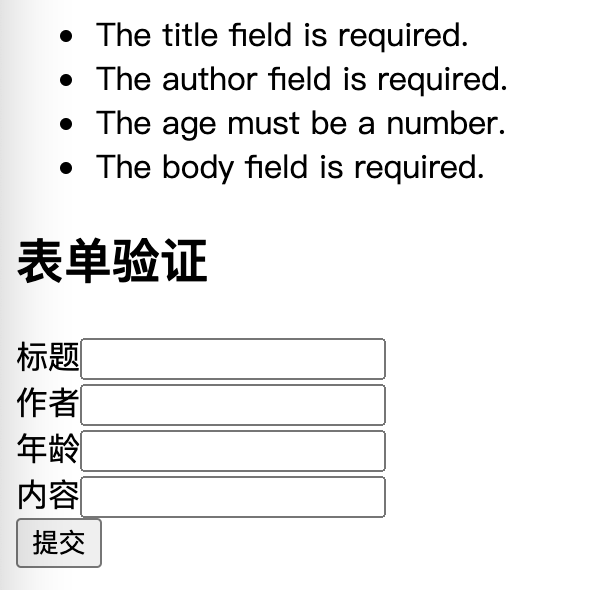 The title field is required.
The author field is required.
The age must be a number.
The body field is required.
表单验证
标题
作者
年龄
内容
提交